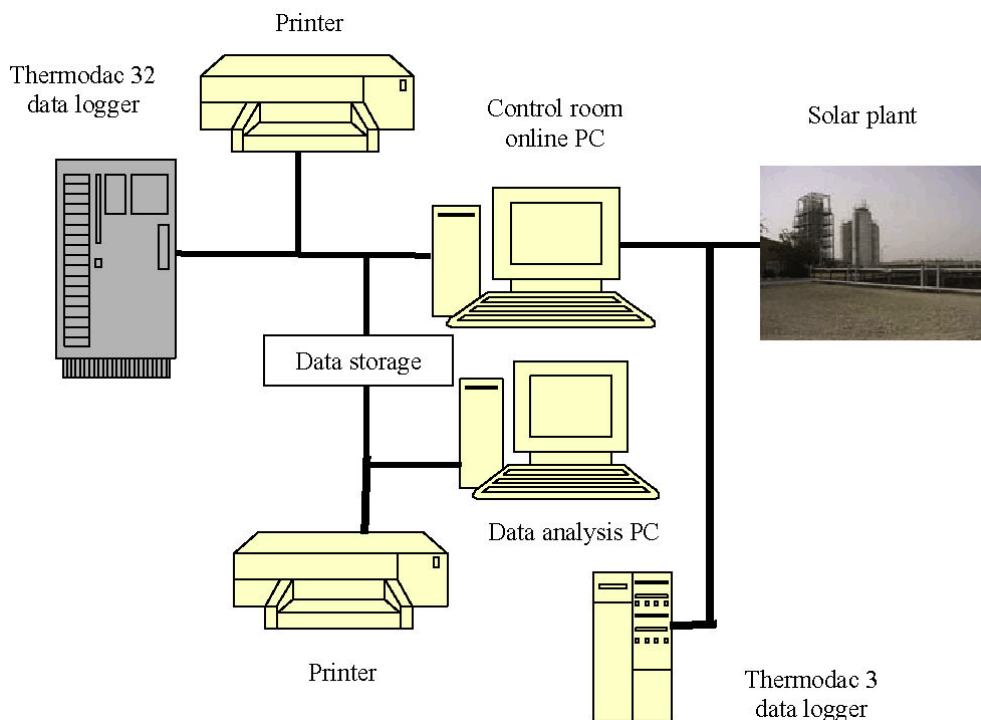 Printer
Thermodac 32
data logger
Control room
online PC
Solar plant
Data storage
Data analysis PC
Printer
Thermodac 3
data logger